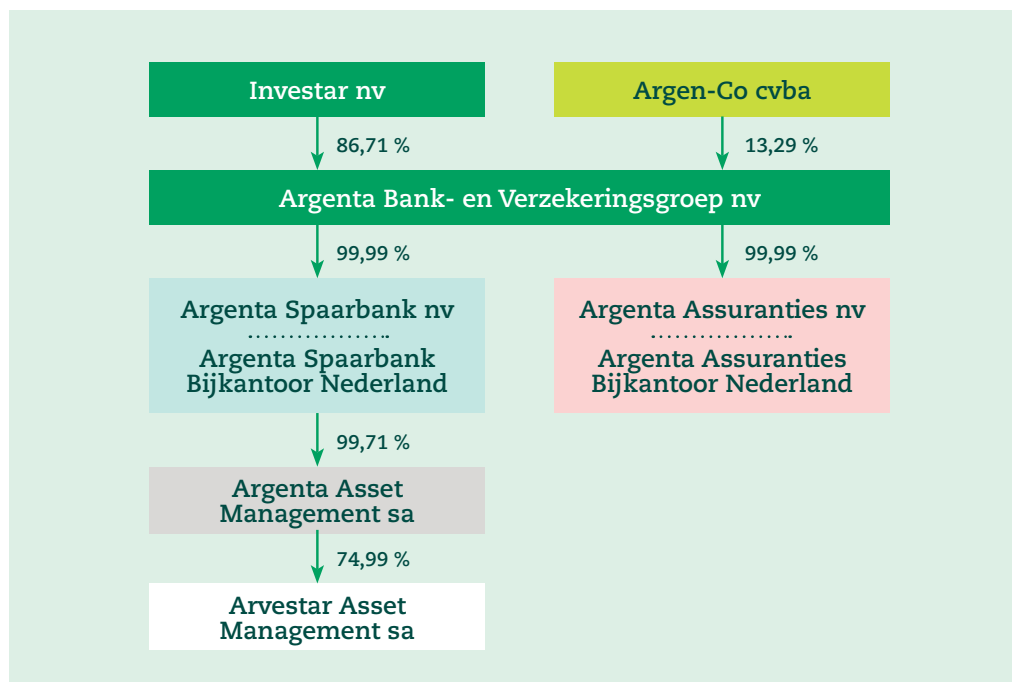 Investar nv
Argen-Co cvba
86,71 %
13,29 %
Argenta Bank- en Verzekeringsgroep nv
99,99 %
99,99 %
Argenta Spaarbank nv
Argenta Spaarbank
Bijkantoor Nederland
Argenta Assuranties nv
Argenta Assuranties
Bijkantoor Nederland
99,71 %
Argenta Asset
Management sa
74,99 %
Arvestar Asset
Management sa